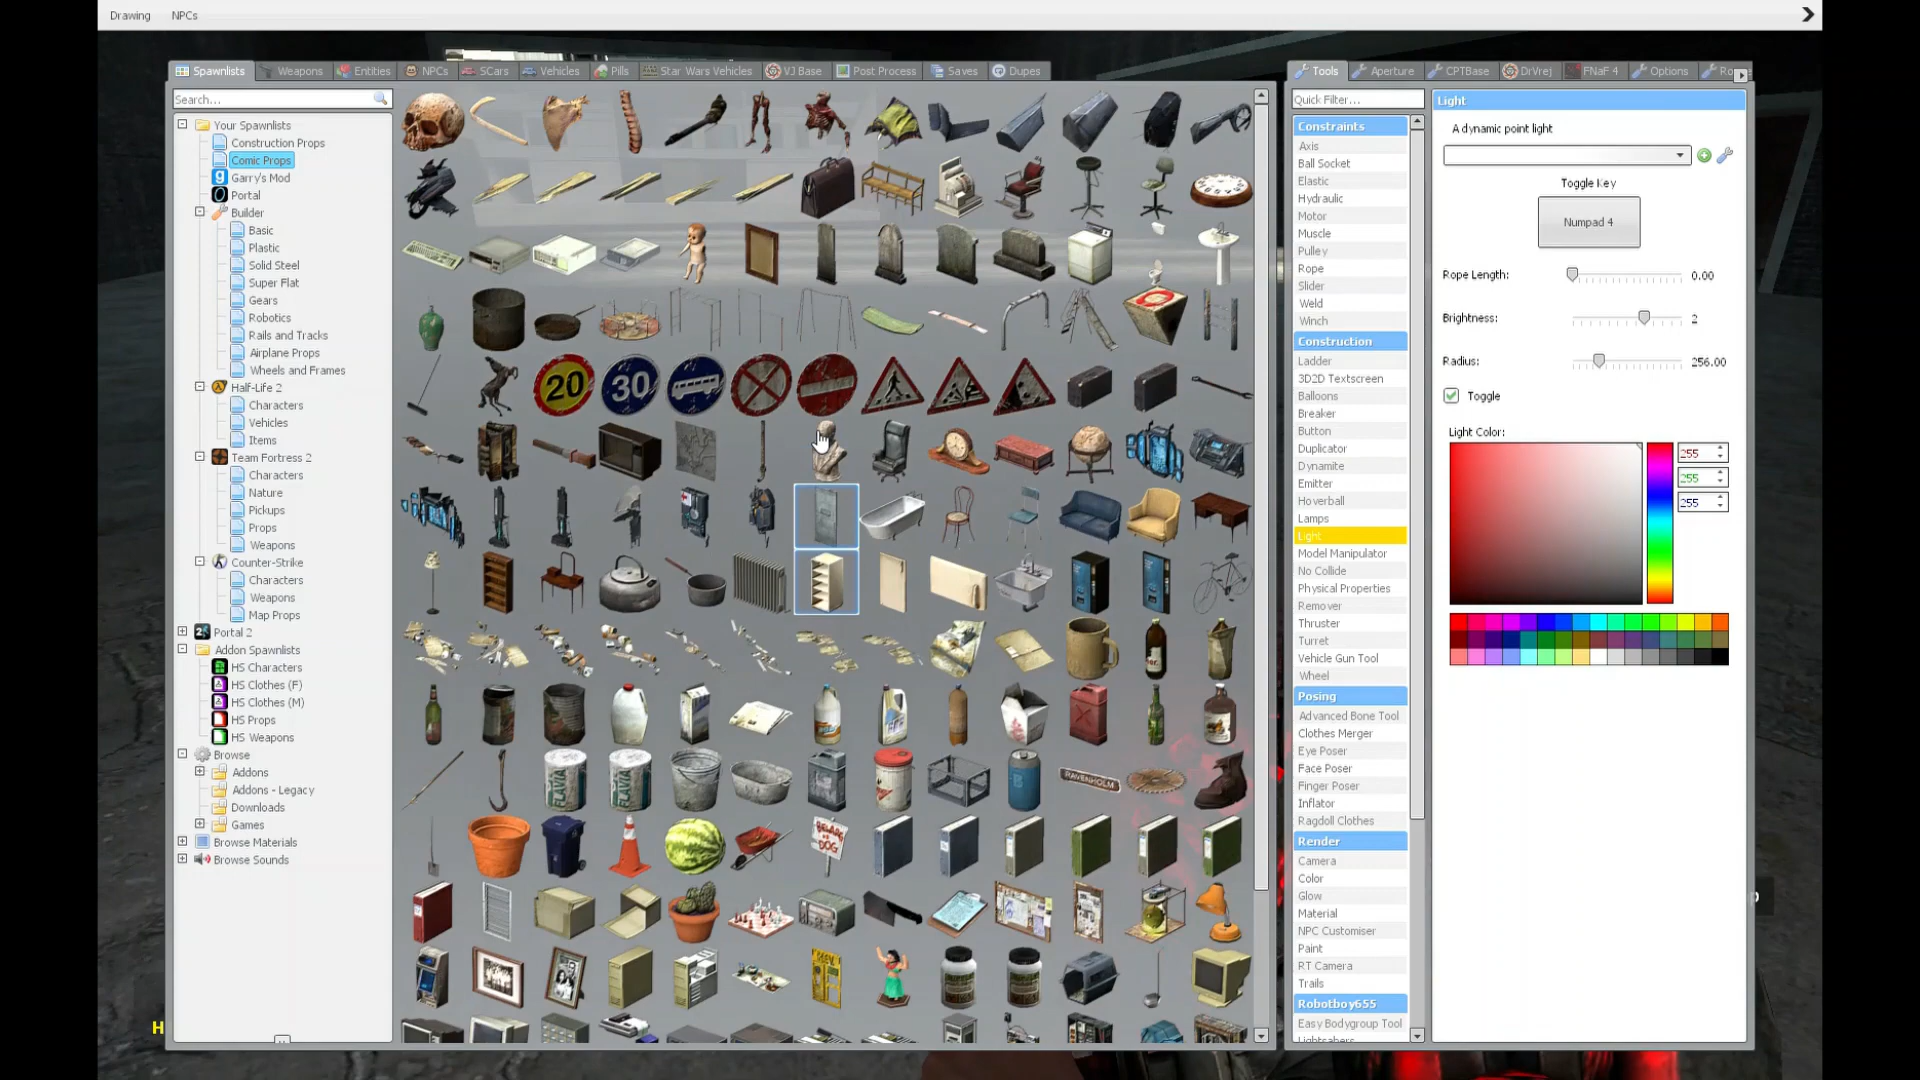 Drawing NPCs
Spawnlists Weapons Entities NPCs SCars Vehicles Pills Star Wars Vehicles VJ Base Post Process Saves Dupes
Tools Aperture CPTBase DrVrej FNaF 4 Options Ro
Search...
Your Spawnlists
Construction Props
Comic Props
Garry's Mod
Portal
Builder
Basic
Plastic
Solid Steel
Super Flat
Gears
Robotics
Rails and Tracks
Airplane Props
Wheels and Frames
Half-Life 2
Characters
Vehicles
Items
Team Fortress 2
Characters
Nature
Pickups
Props
Weapons
Counter-Strike
Characters
Weapons
Map Props
Portal 2
Addon Spawnlists
HS Characters
HS Clothes (F)
HS Clothes (M)
HS Props
HS Weapons
Browse
Addons
Addons - Legacy
Downloads
Games
Browse Materials
Browse Sounds
H
20
30
FLAVIA
FLAVIA
RAVENHOLM
BEWARE OF DOG
Quick Filter...
Constraints
Axis
Ball Socket
Elastic
Hydraulic
Motor
Muscle
Pulley
Rope
Slider
Weld
Winch
Construction
Ladder
3D2D Textscreen
Balloons
Breaker
Button
Duplicator
Dynamite
Emitter
Hoverball
Lamps
Light
Model Manipulator
No Collide
Physical Properties
Remover
Thruster
Turret
Vehicle Gun Tool
Wheel
Posing
Advanced Bone Tool
Clothes Merger
Eye Poser
Face Poser
Finger Poser
Inflator
Ragdoll Clothes
Render
Camera
Color
Glow
Material
NPC Customiser
Paint
RT Camera
Trails
Robotboy655
Easy Bodygroup Tool
Lightsabers
Light
A dynamic point light
Toggle Key
Numpad 4
Rope Length: 0.00
Brightness: 2
Radius: 256.00
Toggle
Light Color:
255
255
255